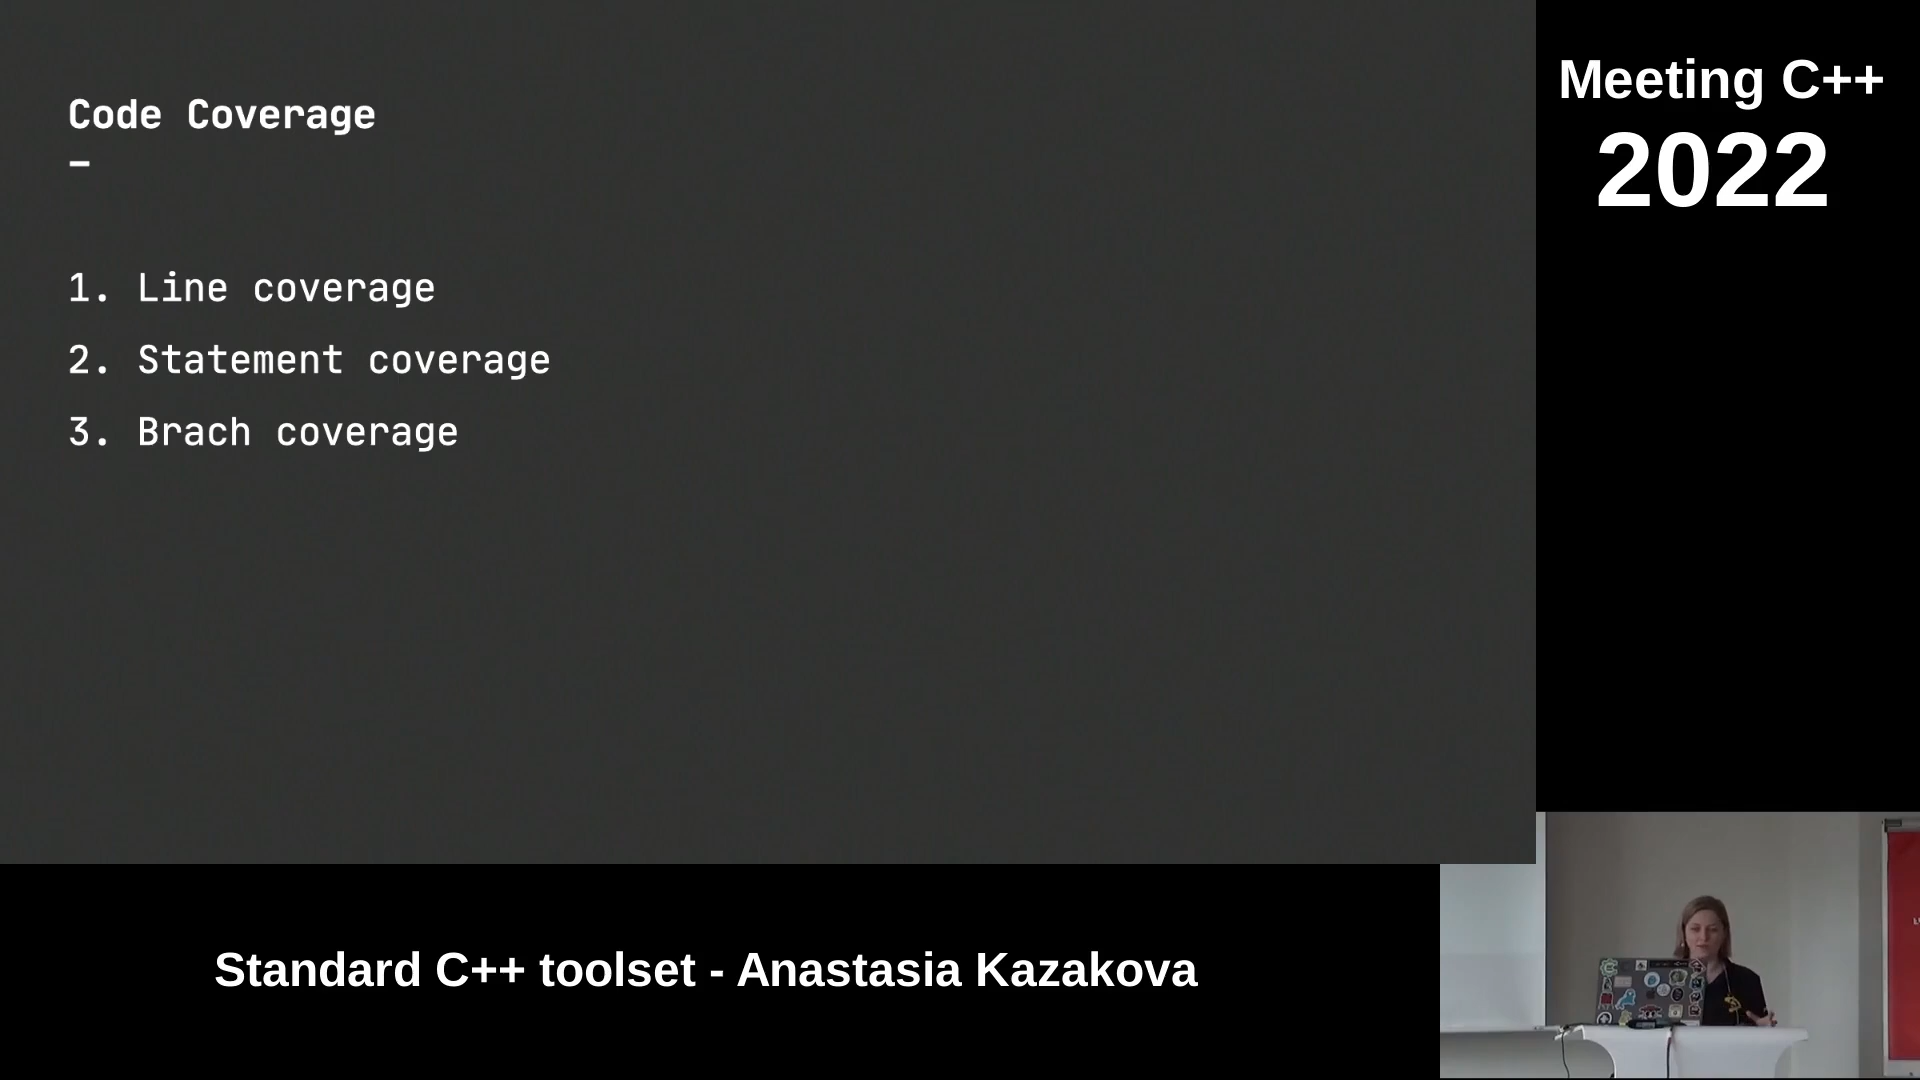 Code Coverage
–
1. Line coverage
2. Statement coverage
3. Brach coverage
Meeting C++
2022
Standard C++ toolset - Anastasia Kazakova